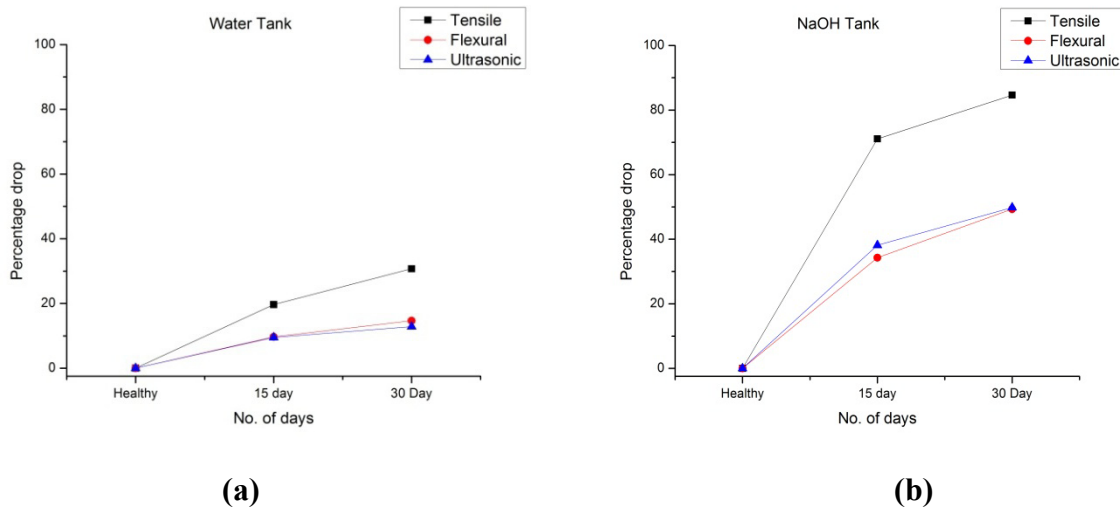 Water Tank
Tensile
Flexural
Ultrasonic
100
80
60
40
20
0
Percentage drop
Healthy
15 day
30 Day
No. of days
(a)
NaOH Tank
Tensile
Flexural
Ultrasonic
100
80
60
40
20
0
Percentage drop
Healthy
15 day
30 Day
No. of days
(b)